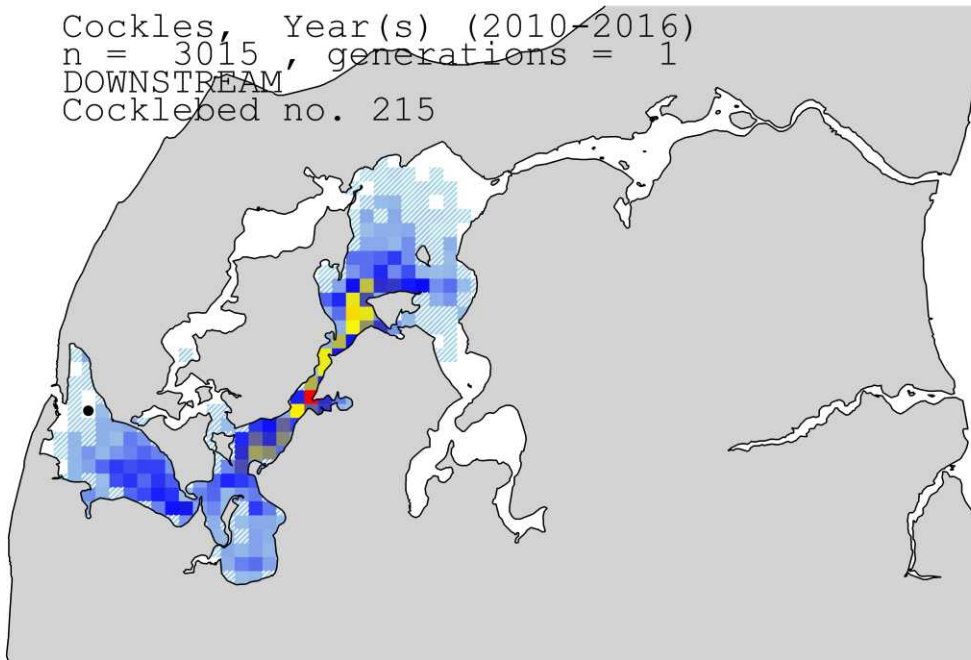 Cockles, Year(s) (2010-2016)
n = 3015 , generations = 1
DOWNSTREAM
Cocklebed no. 215